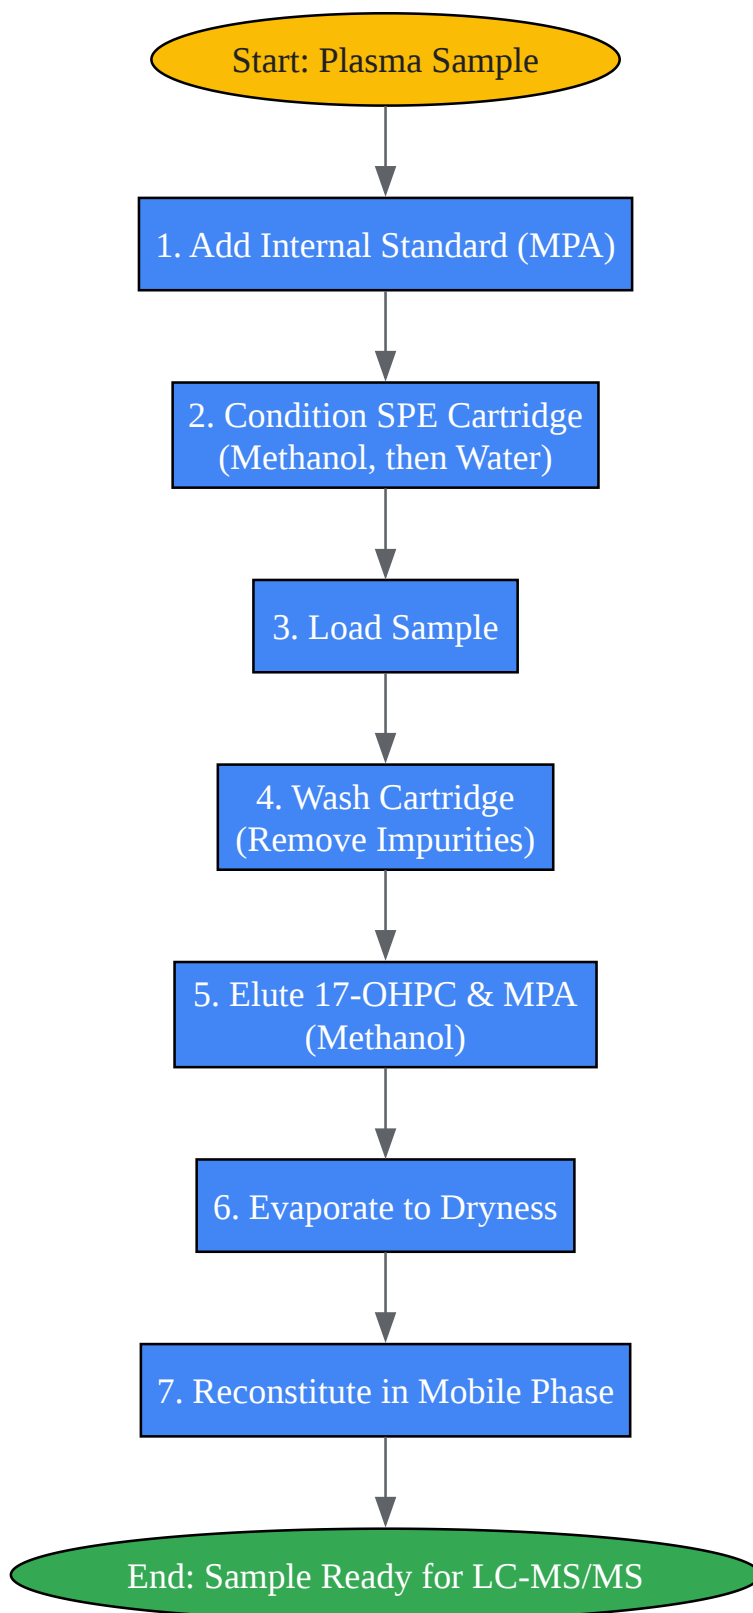 Start: Plasma Sample
1. Add Internal Standard (MPA)
2. Condition SPE Cartridge
(Methanol, then Water)
3. Load Sample
4. Wash Cartridge
(Remove Impurities)
5. Elute 17-OHPC & MPA
(Methanol)
6. Evaporate to Dryness
7. Reconstitute in Mobile Phase
End: Sample Ready for LC-MS/MS